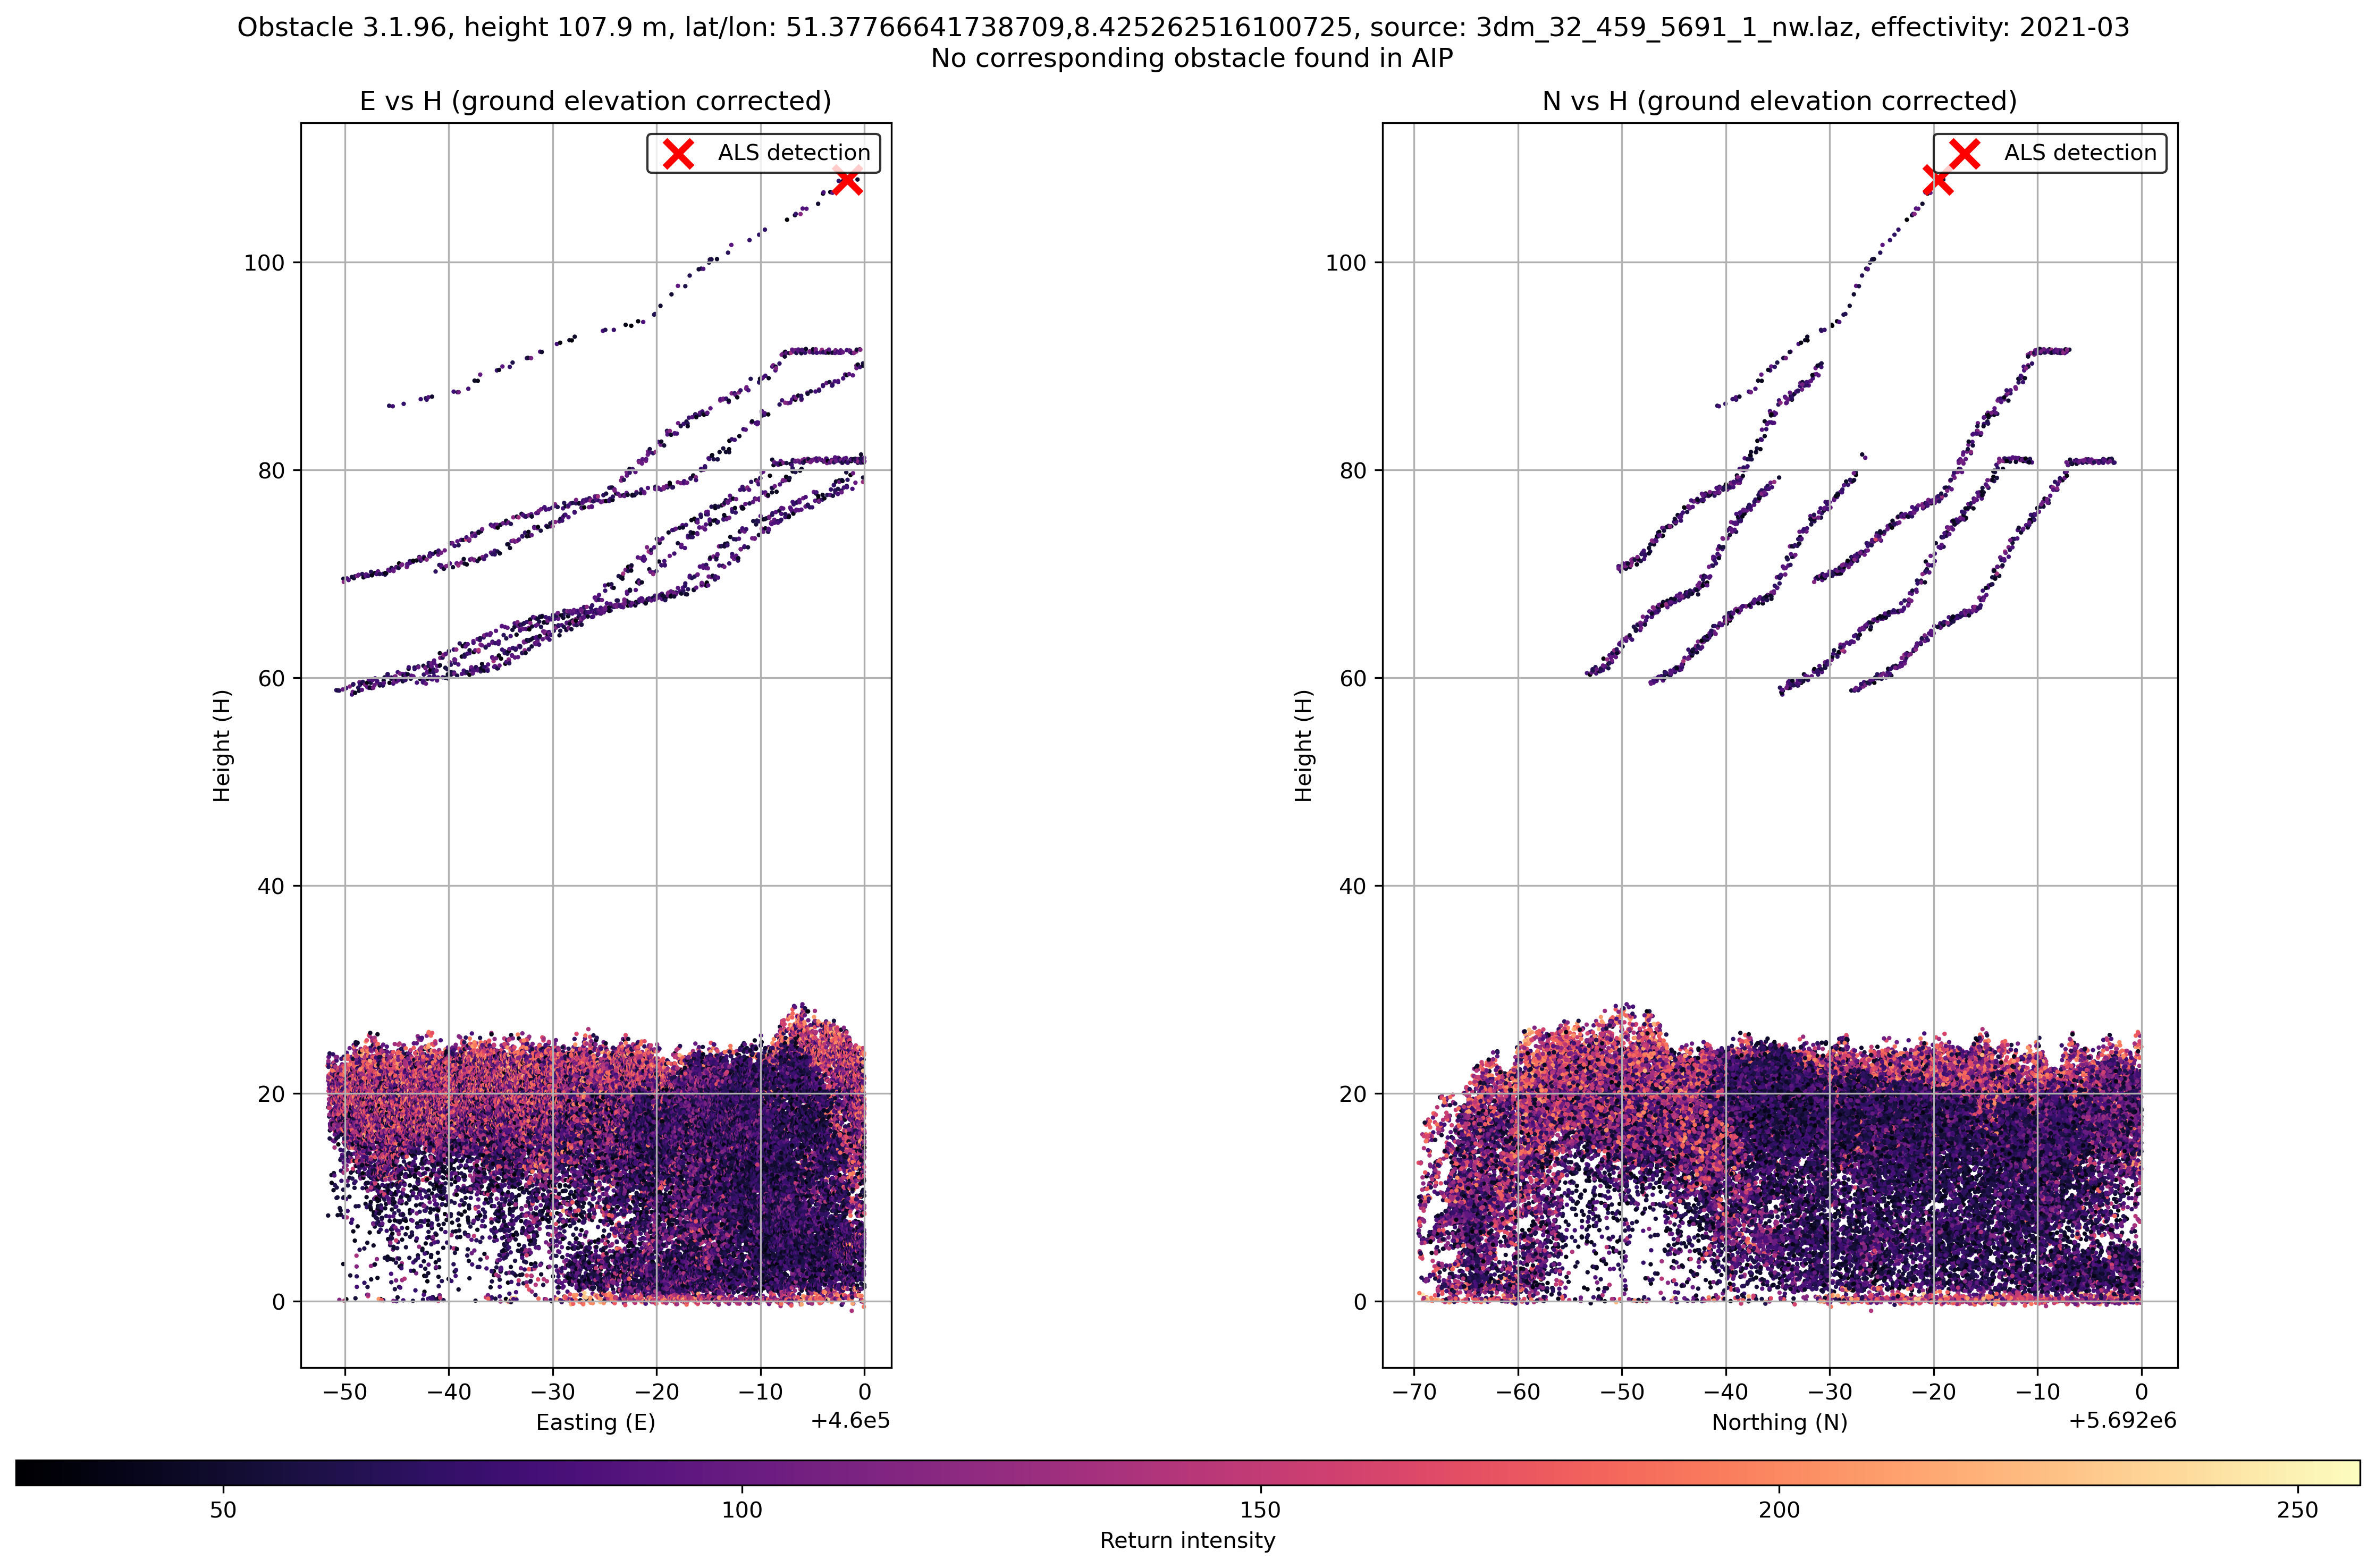 Obstacle 3.1.96, height 107.9 m, lat/lon: 51.37766641738709,8.425262516100725, source: 3dm_32_459_5691_1_nw.laz, effectivity: 2021-03
No corresponding obstacle found in AIP
E vs H (ground elevation corrected)
ALS detection
100
80
60
40
20
0
Height (H)
−50
−40
−30
−20
−10
0
Easting (E)
+4.6e5
N vs H (ground elevation corrected)
ALS detection
100
80
60
40
20
0
Height (H)
−70
−60
−50
−40
−30
−20
−10
0
Northing (N)
+5.692e6
50
100
150
200
250
Return intensity